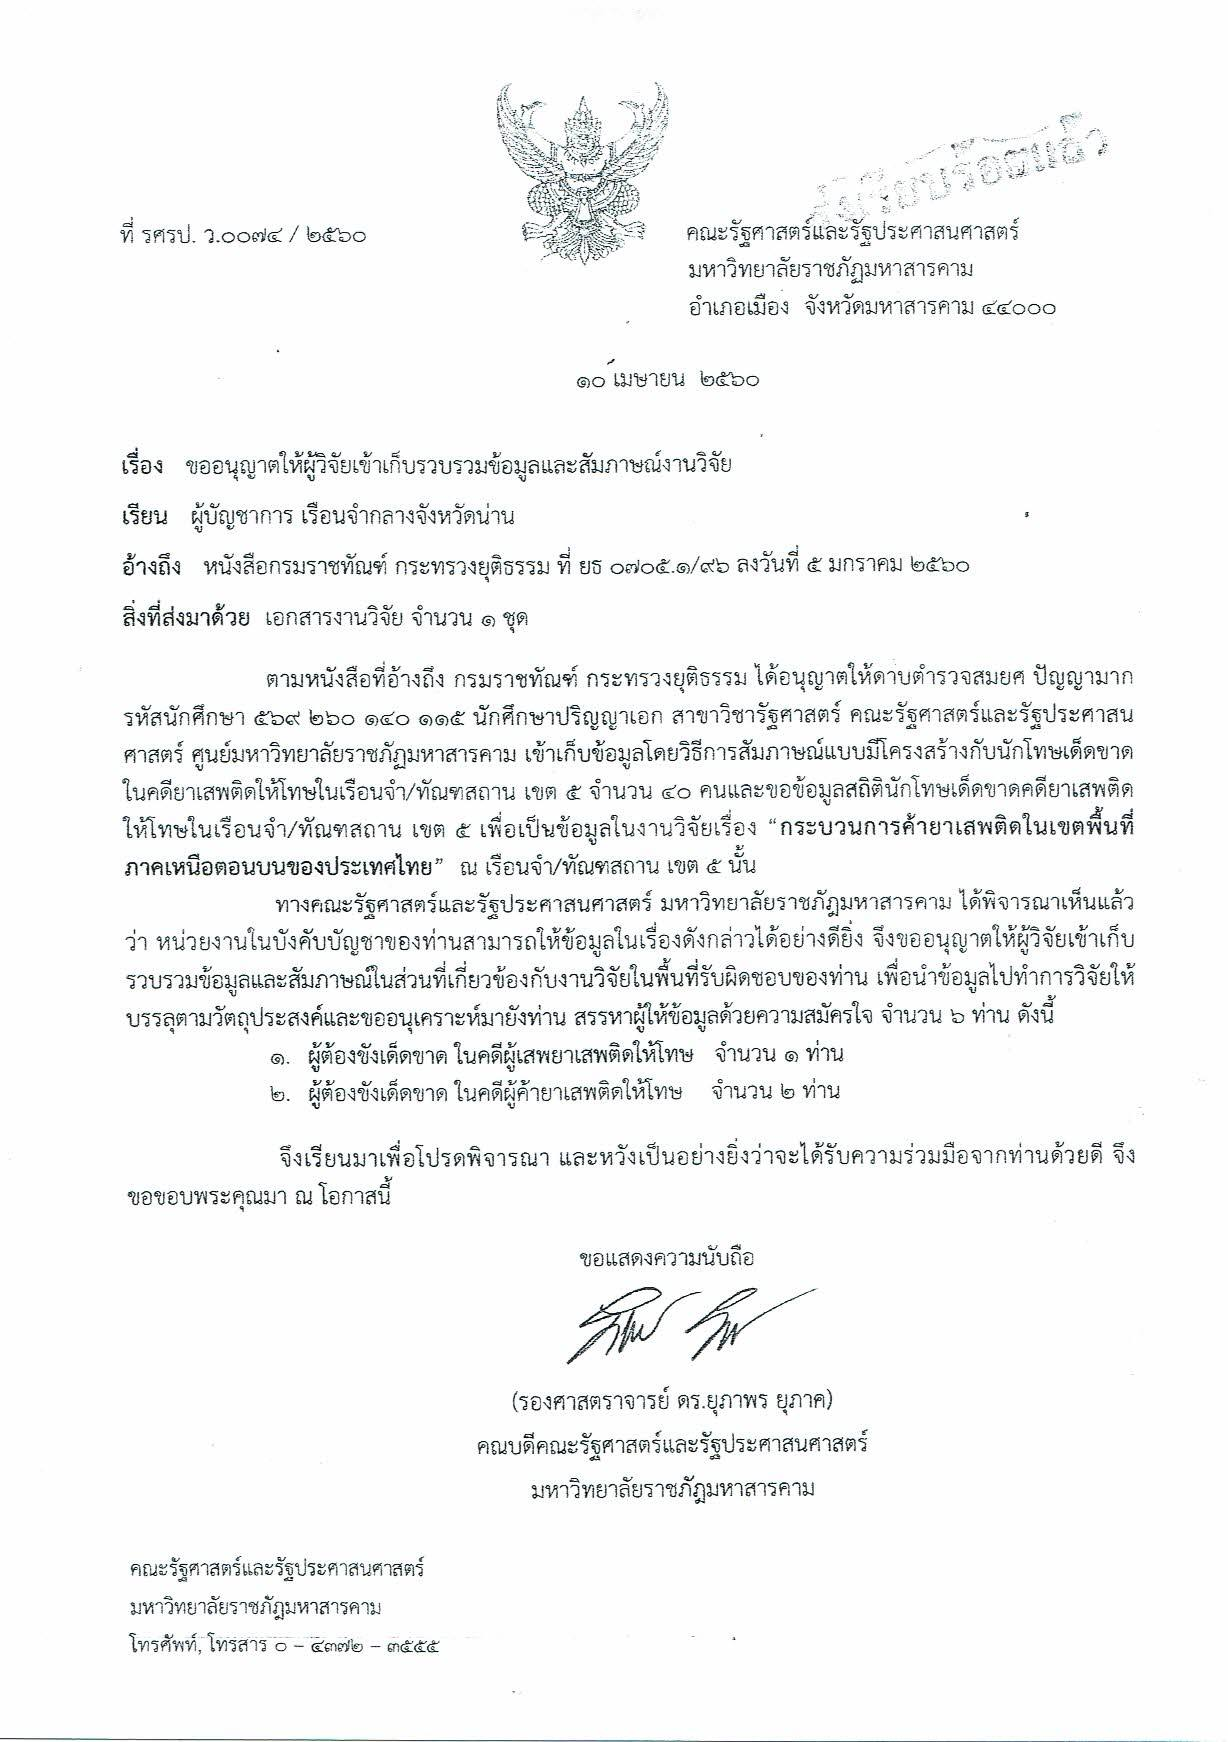 ส่งเรียบร้อยแล้ว
ที่ รศรป. ว.๐๐๗๔ / ๒๕๖๐
คณะรัฐศาสตร์และรัฐประศาสนศาสตร์
มหาวิทยาลัยราชภัฏมหาสารคาม
อำเภอเมือง จังหวัดมหาสารคาม ๔๔๐๐๐
๑๐ เมษายน ๒๕๖๐
เรื่อง ขออนุญาตให้ผู้วิจัยเข้าเก็บรวบรวมข้อมูลและสัมภาษณ์งานวิจัย
เรียน ผู้บัญชาการ เรือนจำกลางจังหวัดน่าน
อ้างถึง หนังสือกรมราชทัณฑ์ กระทรวงยุติธรรม ที่ ยธ ๐๗๐๕.๑/๙๖ ลงวันที่ ๕ มกราคม ๒๕๖๐
สิ่งที่ส่งมาด้วย เอกสารงานวิจัย จำนวน ๑ ชุด
ตามหนังสือที่อ้างถึง กรมราชทัณฑ์ กระทรวงยุติธรรม ได้อนุญาตให้ดาบตำรวจสมยศ ปัญญามาก
รหัสนักศึกษา ๕๖๙ ๒๖๐ ๑๔๐ ๑๑๕ นักศึกษาปริญญาเอก สาขาวิชารัฐศาสตร์ คณะรัฐศาสตร์และรัฐประศาสน
ศาสตร์ ศูนย์มหาวิทยาลัยราชภัฏมหาสารคาม เข้าเก็บข้อมูลโดยวิธีการสัมภาษณ์แบบมีโครงสร้างกับนักโทษเด็ดขาด
ในคดียาเสพติดให้โทษในเรือนจำ/ทัณฑสถาน เขต ๕ จำนวน ๔๐ คนและขอข้อมูลสถิตินักโทษเด็ดขาดคดียาเสพติด
ให้โทษในเรือนจำ/ทัณฑสถาน เขต ๕ เพื่อเป็นข้อมูลในงานวิจัยเรื่อง “กระบวนการค้ายาเสพติดในเขตพื้นที่
ภาคเหนือตอนบนของประเทศไทย” ณ เรือนจำ/ทัณฑสถาน เขต ๕ นั้น
ทางคณะรัฐศาสตร์และรัฐประศาสนศาสตร์ มหาวิทยาลัยราชภัฏมหาสารคาม ได้พิจารณาเห็นแล้ว
ว่า หน่วยงานในบังคับบัญชาของท่านสามารถให้ข้อมูลในเรื่องดังกล่าวได้อย่างดียิ่ง จึงขออนุญาตให้ผู้วิจัยเข้าเก็บ
รวบรวมข้อมูลและสัมภาษณ์ในส่วนที่เกี่ยวข้องกับงานวิจัยในพื้นที่รับผิดชอบของท่าน เพื่อนำข้อมูลไปทำการวิจัยให้
บรรลุตามวัตถุประสงค์และขออนุเคราะห์มายังท่าน สรรหาผู้ให้ข้อมูลด้วยความสมัครใจ จำนวน ๖ ท่าน ดังนี้
๑. ผู้ต้องขังเด็ดขาด ในคดีผู้เสพยาเสพติดให้โทษ จำนวน ๑ ท่าน
๒. ผู้ต้องขังเด็ดขาด ในคดีผู้ค้ายาเสพติดให้โทษ จำนวน ๒ ท่าน
จึงเรียนมาเพื่อโปรดพิจารณา และหวังเป็นอย่างยิ่งว่าจะได้รับความร่วมมือจากท่านด้วยดี จึง
ขอขอบพระคุณมา ณ โอกาสนี้
ขอแสดงความนับถือ
(รองศาสตราจารย์ ดร.ยุภาพร ยุภาศ)
คณบดีคณะรัฐศาสตร์และรัฐประศาสนศาสตร์
มหาวิทยาลัยราชภัฏมหาสารคาม
คณะรัฐศาสตร์และรัฐประศาสนศาสตร์
มหาวิทยาลัยราชภัฏมหาสารคาม
โทรศัพท์, โทรสาร ๐ – ๔๓๗๒ – ๓๕๕๕